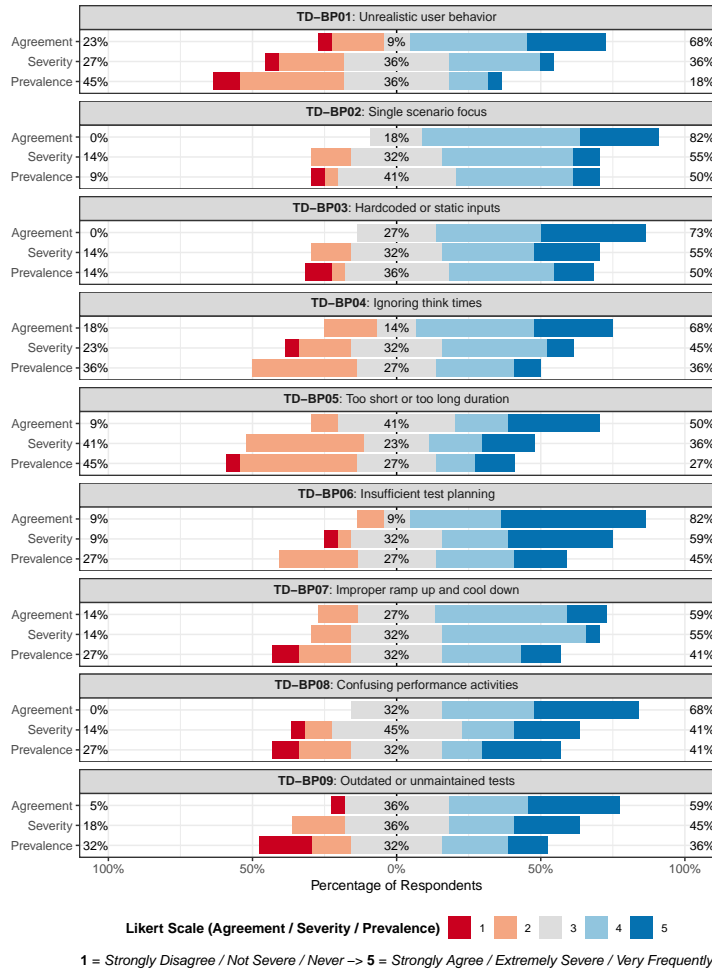 TD–BP01: Unrealistic user behavior
Agreement 23% 9% 68%
Severity 27% 36% 36%
Prevalence 45% 36% 18%
TD–BP02: Single scenario focus
Agreement 0% 18% 82%
Severity 14% 32% 55%
Prevalence 9% 41% 50%
TD–BP03: Hardcoded or static inputs
Agreement 0% 27% 73%
Severity 14% 32% 55%
Prevalence 14% 36% 50%
TD–BP04: Ignoring think times
Agreement 18% 14% 68%
Severity 23% 32% 45%
Prevalence 36% 27% 36%
TD–BP05: Too short or too long duration
Agreement 9% 41% 50%
Severity 41% 23% 36%
Prevalence 45% 27% 27%
TD–BP06: Insufficient test planning
Agreement 9% 9% 82%
Severity 9% 32% 59%
Prevalence 27% 27% 45%
TD–BP07: Improper ramp up and cool down
Agreement 14% 27% 59%
Severity 14% 32% 55%
Prevalence 27% 32% 41%
TD–BP08: Confusing performance activities
Agreement 0% 32% 68%
Severity 14% 45% 41%
Prevalence 27% 32% 41%
TD–BP09: Outdated or unmaintained tests
Agreement 5% 36% 59%
Severity 18% 36% 45%
Prevalence 32% 32% 36%
100% 50% 0% 50% 100%
Percentage of Respondents
Likert Scale (Agreement / Severity / Prevalence) 1 2 3 4 5
1 = Strongly Disagree / Not Severe / Never –> 5 = Strongly Agree / Extremely Severe / Very Frequently